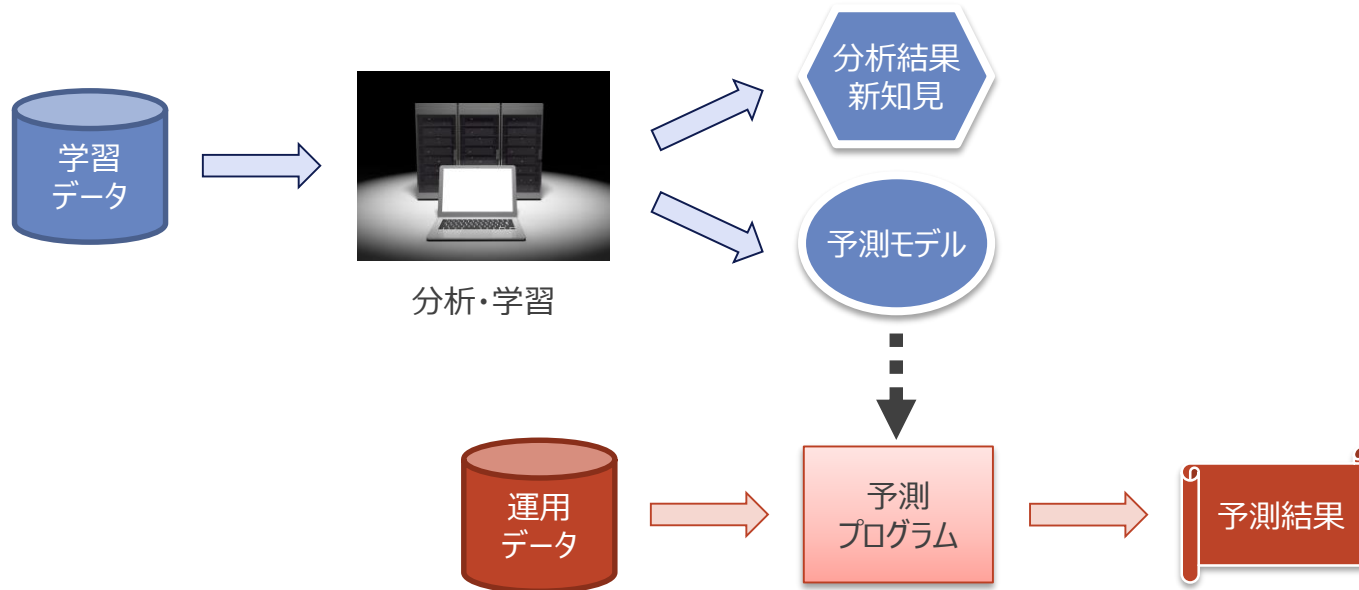 学習
データ
分析・学習
分析結果
新知見
予測モデル
運用
データ
予測
プログラム
予測結果